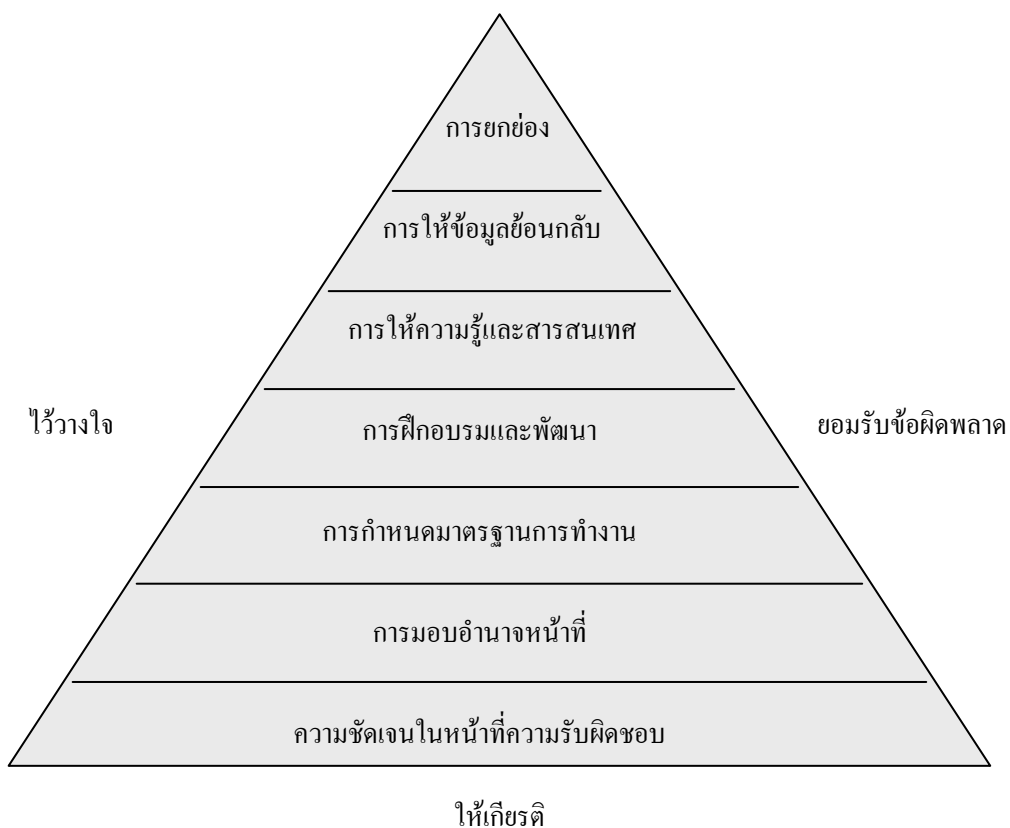 การยกย่อง
การให้ข้อมูลย้อนกลับ
การให้ความรู้และสารสนเทศ
ไว้วางใจ
การฝึกอบรมและพัฒนา
ยอมรับข้อผิดพลาด
การกำหนดมาตรฐานการทำงาน
การมอบอำนาจหน้าที่
ความชัดเจนในหน้าที่ความรับผิดชอบ
ให้เกียรติ